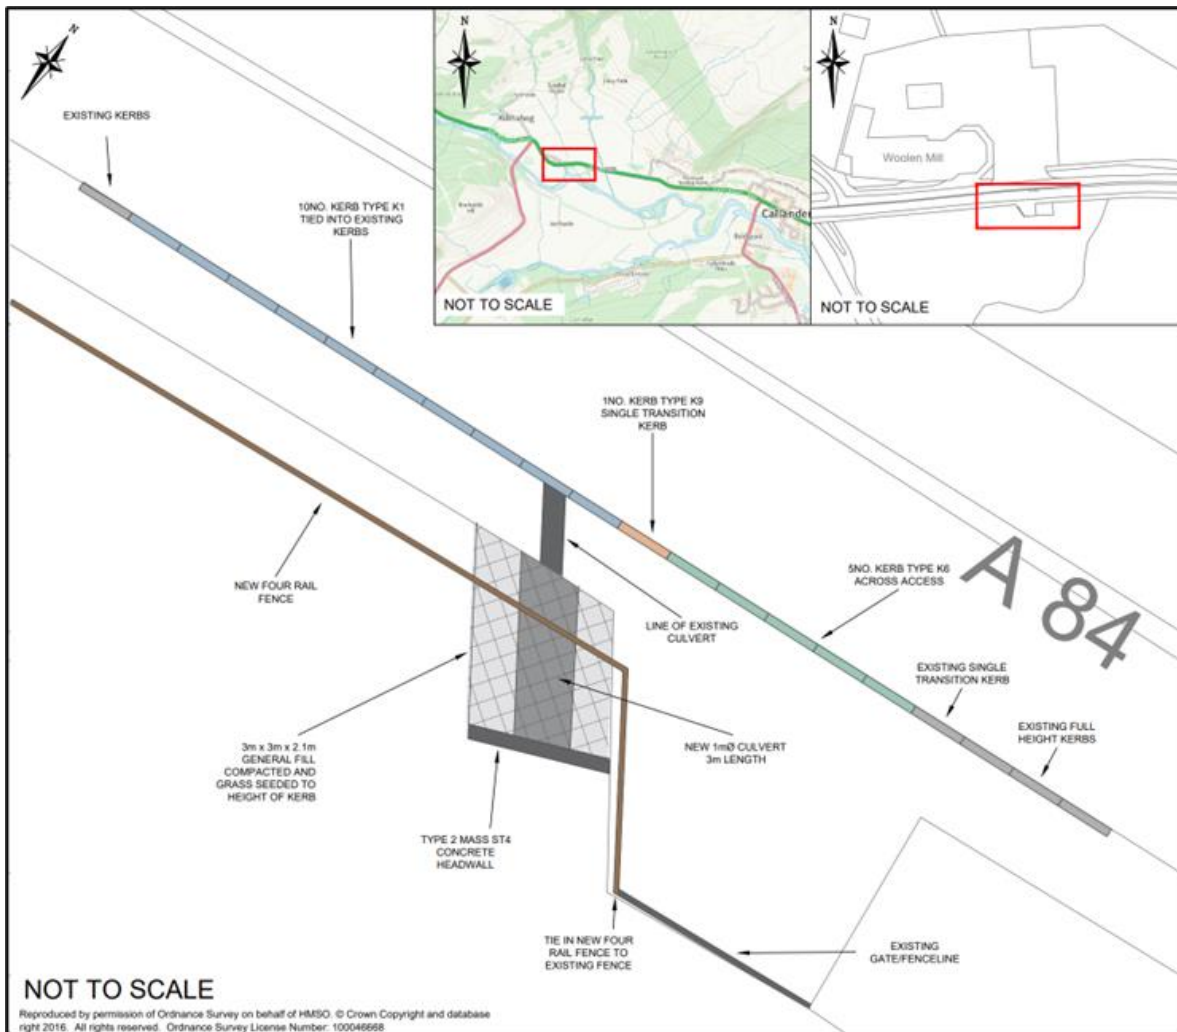 N
EXISTING KERBS
10NO. KERB TYPE K1
TIED INTO EXISTING
KERBS
N
Kilmahog
Callander
NOT TO SCALE
N
Woolen Mill
NOT TO SCALE
1NO. KERB TYPE K9
SINGLE TRANSITION
KERB
A 84
NEW FOUR RAIL
FENCE
LINE OF EXISTING
CULVERT
5NO. KERB TYPE K6
ACROSS ACCESS
EXISTING SINGLE
TRANSITION KERB
EXISTING FULL
HEIGHT KERBS
3m x 3m x 2.1m
GENERAL FILL
COMPACTED AND
GRASS SEEDED TO
HEIGHT OF KERB
NEW 1mØ CULVERT
3m LENGTH
TYPE 2 MASS ST4
CONCRETE
HEADWALL
TIE IN NEW FOUR
RAIL FENCE TO
EXISTING FENCE
EXISTING
GATE/FENCELINE
NOT TO SCALE
Reproduced by permission of Ordnance Survey on behalf of HMSO. © Crown Copyright and database
right 2016. All rights reserved. Ordnance Survey License Number: 100046668